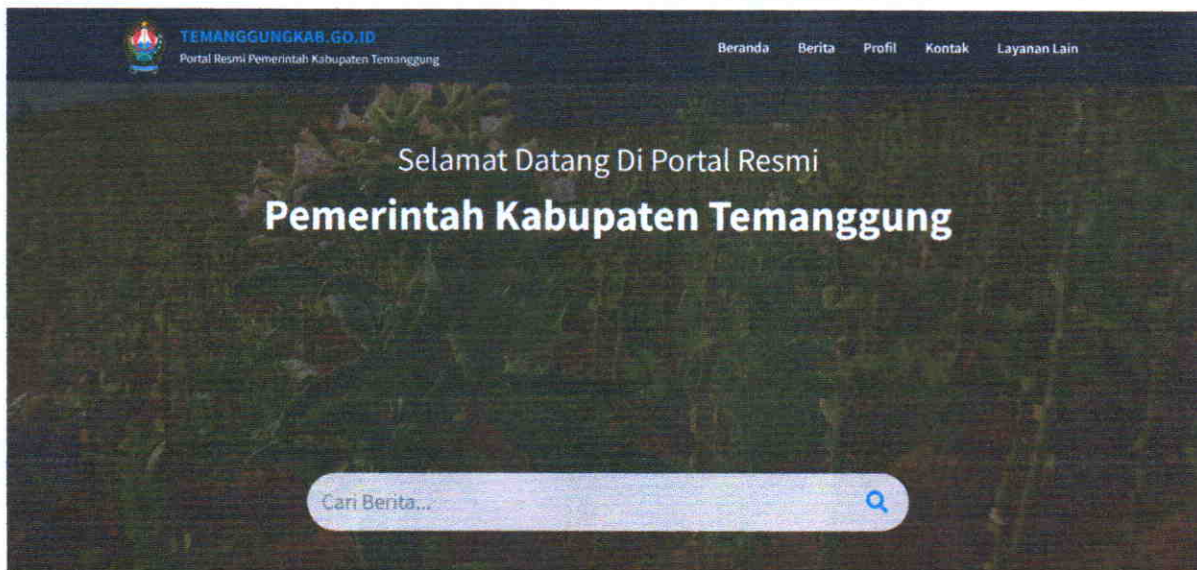 TEMANGGUNGKAB.GO.ID
Portal Resmi Pemerintah Kabupaten Temanggung
Beranda Berita Profil Kontak Layanan Lain
Selamat Datang Di Portal Resmi
Pemerintah Kabupaten Temanggung
Cari Berita...